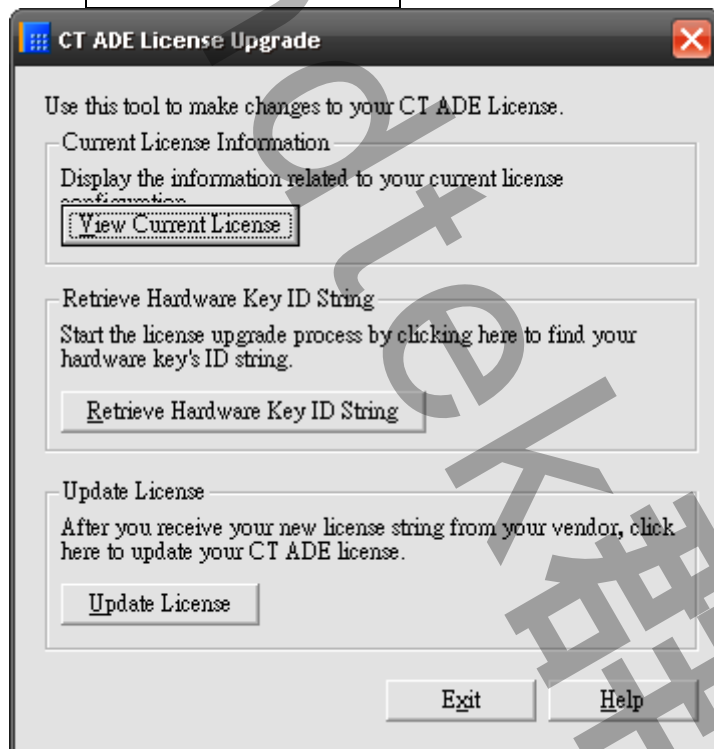 CT ADE License Upgrade
Use this tool to make changes to your CT ADE License.
Current License Information
Display the information related to your current license
configuration.
View Current License
Retrieve Hardware Key ID String
Start the license upgrade process by clicking here to find your
hardware key's ID string.
Retrieve Hardware Key ID String
Update License
After you receive your new license string from your vendor, click
here to update your CT ADE license.
Update License
Exit
Help